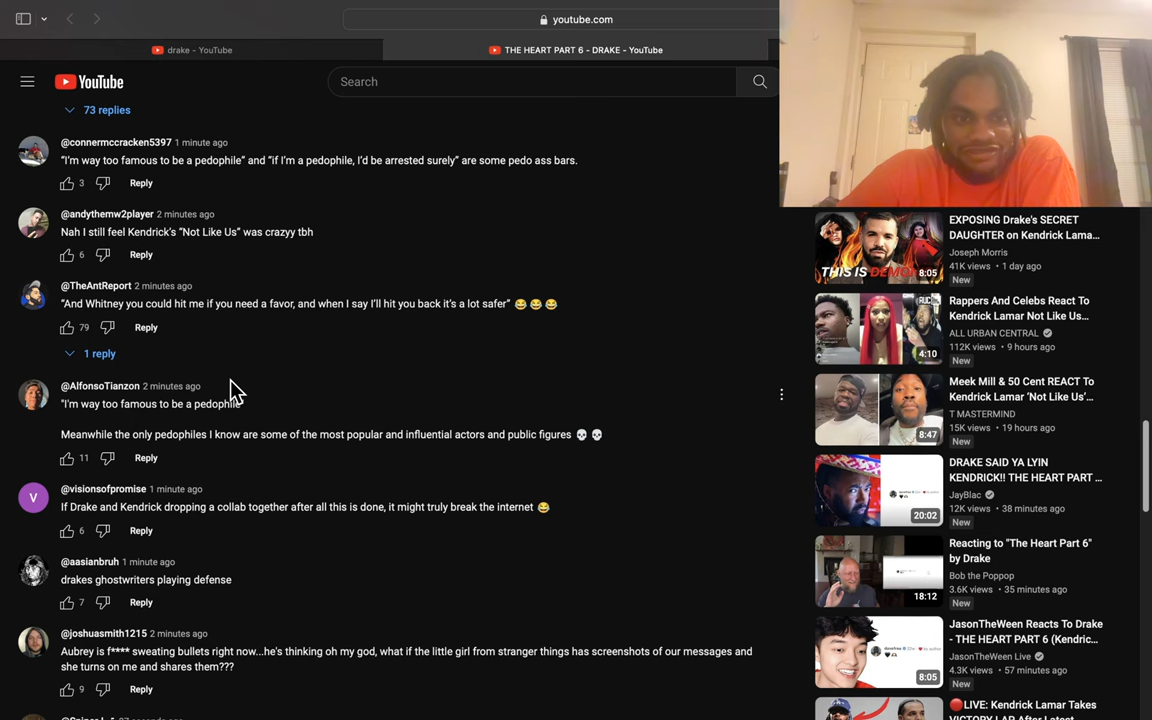 youtube.com
drake - YouTube
THE HEART PART 6 - DRAKE - YouTube
YouTube
Search
73 replies
@connermccracken5397 1 minute ago
“I’m way too famous to be a pedophile” and “if I’m a pedophile, I’d be arrested surely” are some pedo ass bars.
3 Reply
@andythemw2player 2 minutes ago
Nah I still feel Kendrick’s “Not Like Us” was crazyy tbh
6 Reply
@TheAntReport 2 minutes ago
“And Whitney you could hit me if you need a favor, and when I say I’ll hit you back it’s a lot safer” 😂 😂 😂
79 Reply
1 reply
@AlfonsoTianzon 2 minutes ago
"I'm way too famous to be a pedophile
Meanwhile the only pedophiles I know are some of the most popular and influential actors and public figures 💀 💀
11 Reply
@visionsofpromise 1 minute ago
V
If Drake and Kendrick dropping a collab together after all this is done, it might truly break the internet 😂
6 Reply
@aasianbruh 1 minute ago
drakes ghostwriters playing defense
7 Reply
@joshuasmith1215 2 minutes ago
Aubrey is f**** sweating bullets right now...he's thinking oh my god, what if the little girl from stranger things has screenshots of our messages and
she turns on me and shares them???
9 Reply
EXPOSING Drake's SECRET
DAUGHTER on Kendrick Lama...
Joseph Morris
41K views • 1 day ago
New
THIS IS DEMO
8:05
Rappers And Celebs React To
Kendrick Lamar Not Like Us...
ALL URBAN CENTRAL
112K views • 9 hours ago
New
4:10
Meek Mill & 50 Cent REACT To
Kendrick Lamar ‘Not Like Us’...
T MASTERMIND
15K views • 19 hours ago
New
8:47
DRAKE SAID YA LYIN
KENDRICK!! THE HEART PART ...
JayBlac
12K views • 38 minutes ago
New
20:02
Reacting to "The Heart Part 6"
by Drake
Bob the Poppop
3.6K views • 35 minutes ago
New
18:12
JasonTheWeen Reacts To Drake
- THE HEART PART 6 (Kendric...
JasonTheWeen Live
4.3K views • 57 minutes ago
New
8:05
🔴LIVE: Kendrick Lamar Takes